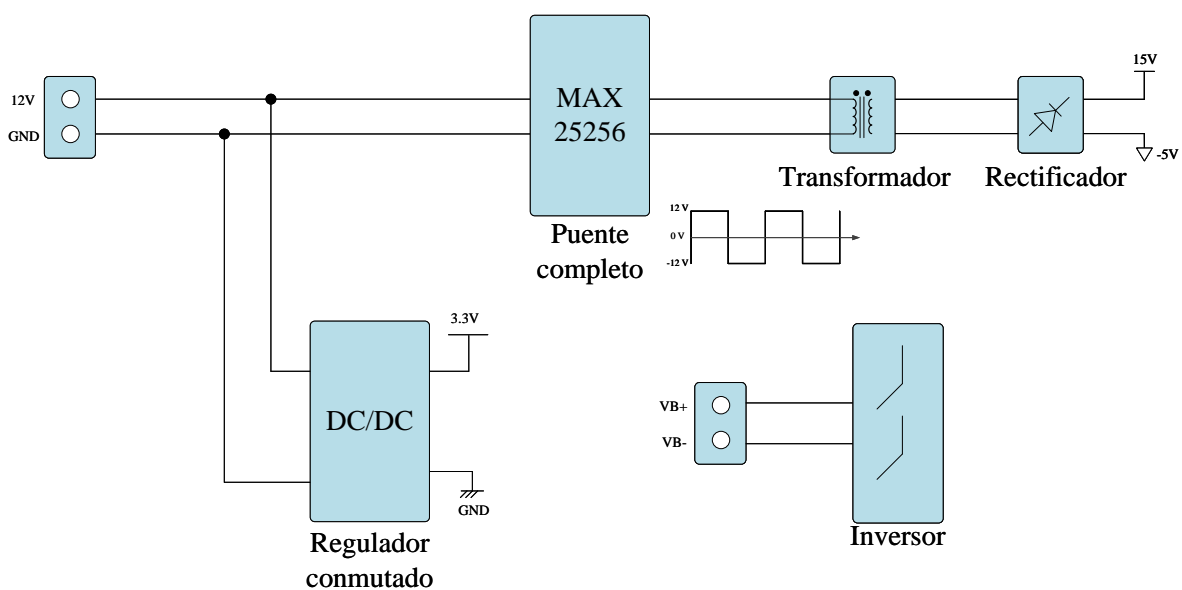 12V
GND
MAX
25256
Puente
completo
Transformador
Rectificador
15V
-5V
12 V
0 V
-12 V
3.3V
DC/DC
GND
Regulador
conmutado
VB+
VB-
Inversor